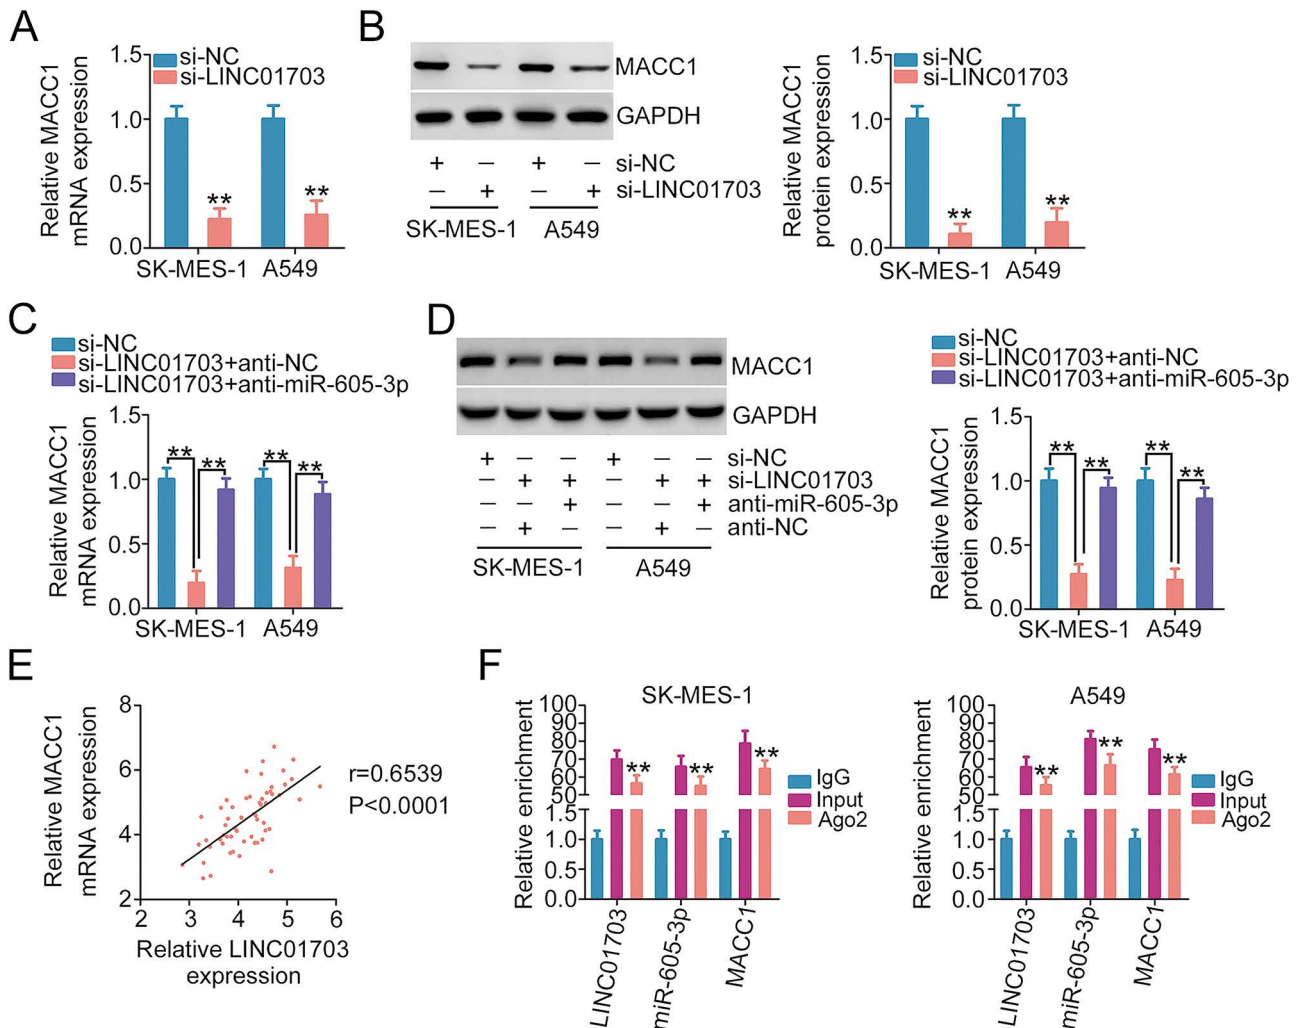 A
Relative MACC1
mRNA expression
1.5
1.0
0.5
0.0
si-NC
si-LINC01703
**
**
SK-MES-1
A549
B
MACC1
GAPDH
+ − + − si-NC
− + − + si-LINC01703
SK-MES-1
A549
Relative MACC1
protein expression
1.5
1.0
0.5
0.0
si-NC
si-LINC01703
**
**
SK-MES-1
A549
C
si-NC
si-LINC01703+anti-NC
si-LINC01703+anti-miR-605-3p
Relative MACC1
mRNA expression
1.5
1.0
0.5
0.0
** ** ** **
SK-MES-1
A549
D
MACC1
GAPDH
+ − − + − − si-NC
− + + − + + si-LINC01703
− − + − − + anti-miR-605-3p
− + − − + − anti-NC
SK-MES-1
A549
si-NC
si-LINC01703+anti-NC
si-LINC01703+anti-miR-605-3p
Relative MACC1
protein expression
1.5
1.0
0.5
0.0
** ** ** **
SK-MES-1
A549
E
Relative MACC1
mRNA expression
8
6
4
2
2 3 4 5 6
r=0.6539
P<0.0001
Relative LINC01703
expression
F
SK-MES-1
Relative enrichment
100
90
80
70
60
50
1.5
1.0
0.5
0.0
** ** **
LINC01703
miR-605-3p
MACC1
IgG
Input
Ago2
A549
Relative enrichment
100
90
80
70
60
50
1.5
1.0
0.5
0.0
** ** **
LINC01703
miR-605-3p
MACC1
IgG
Input
Ago2